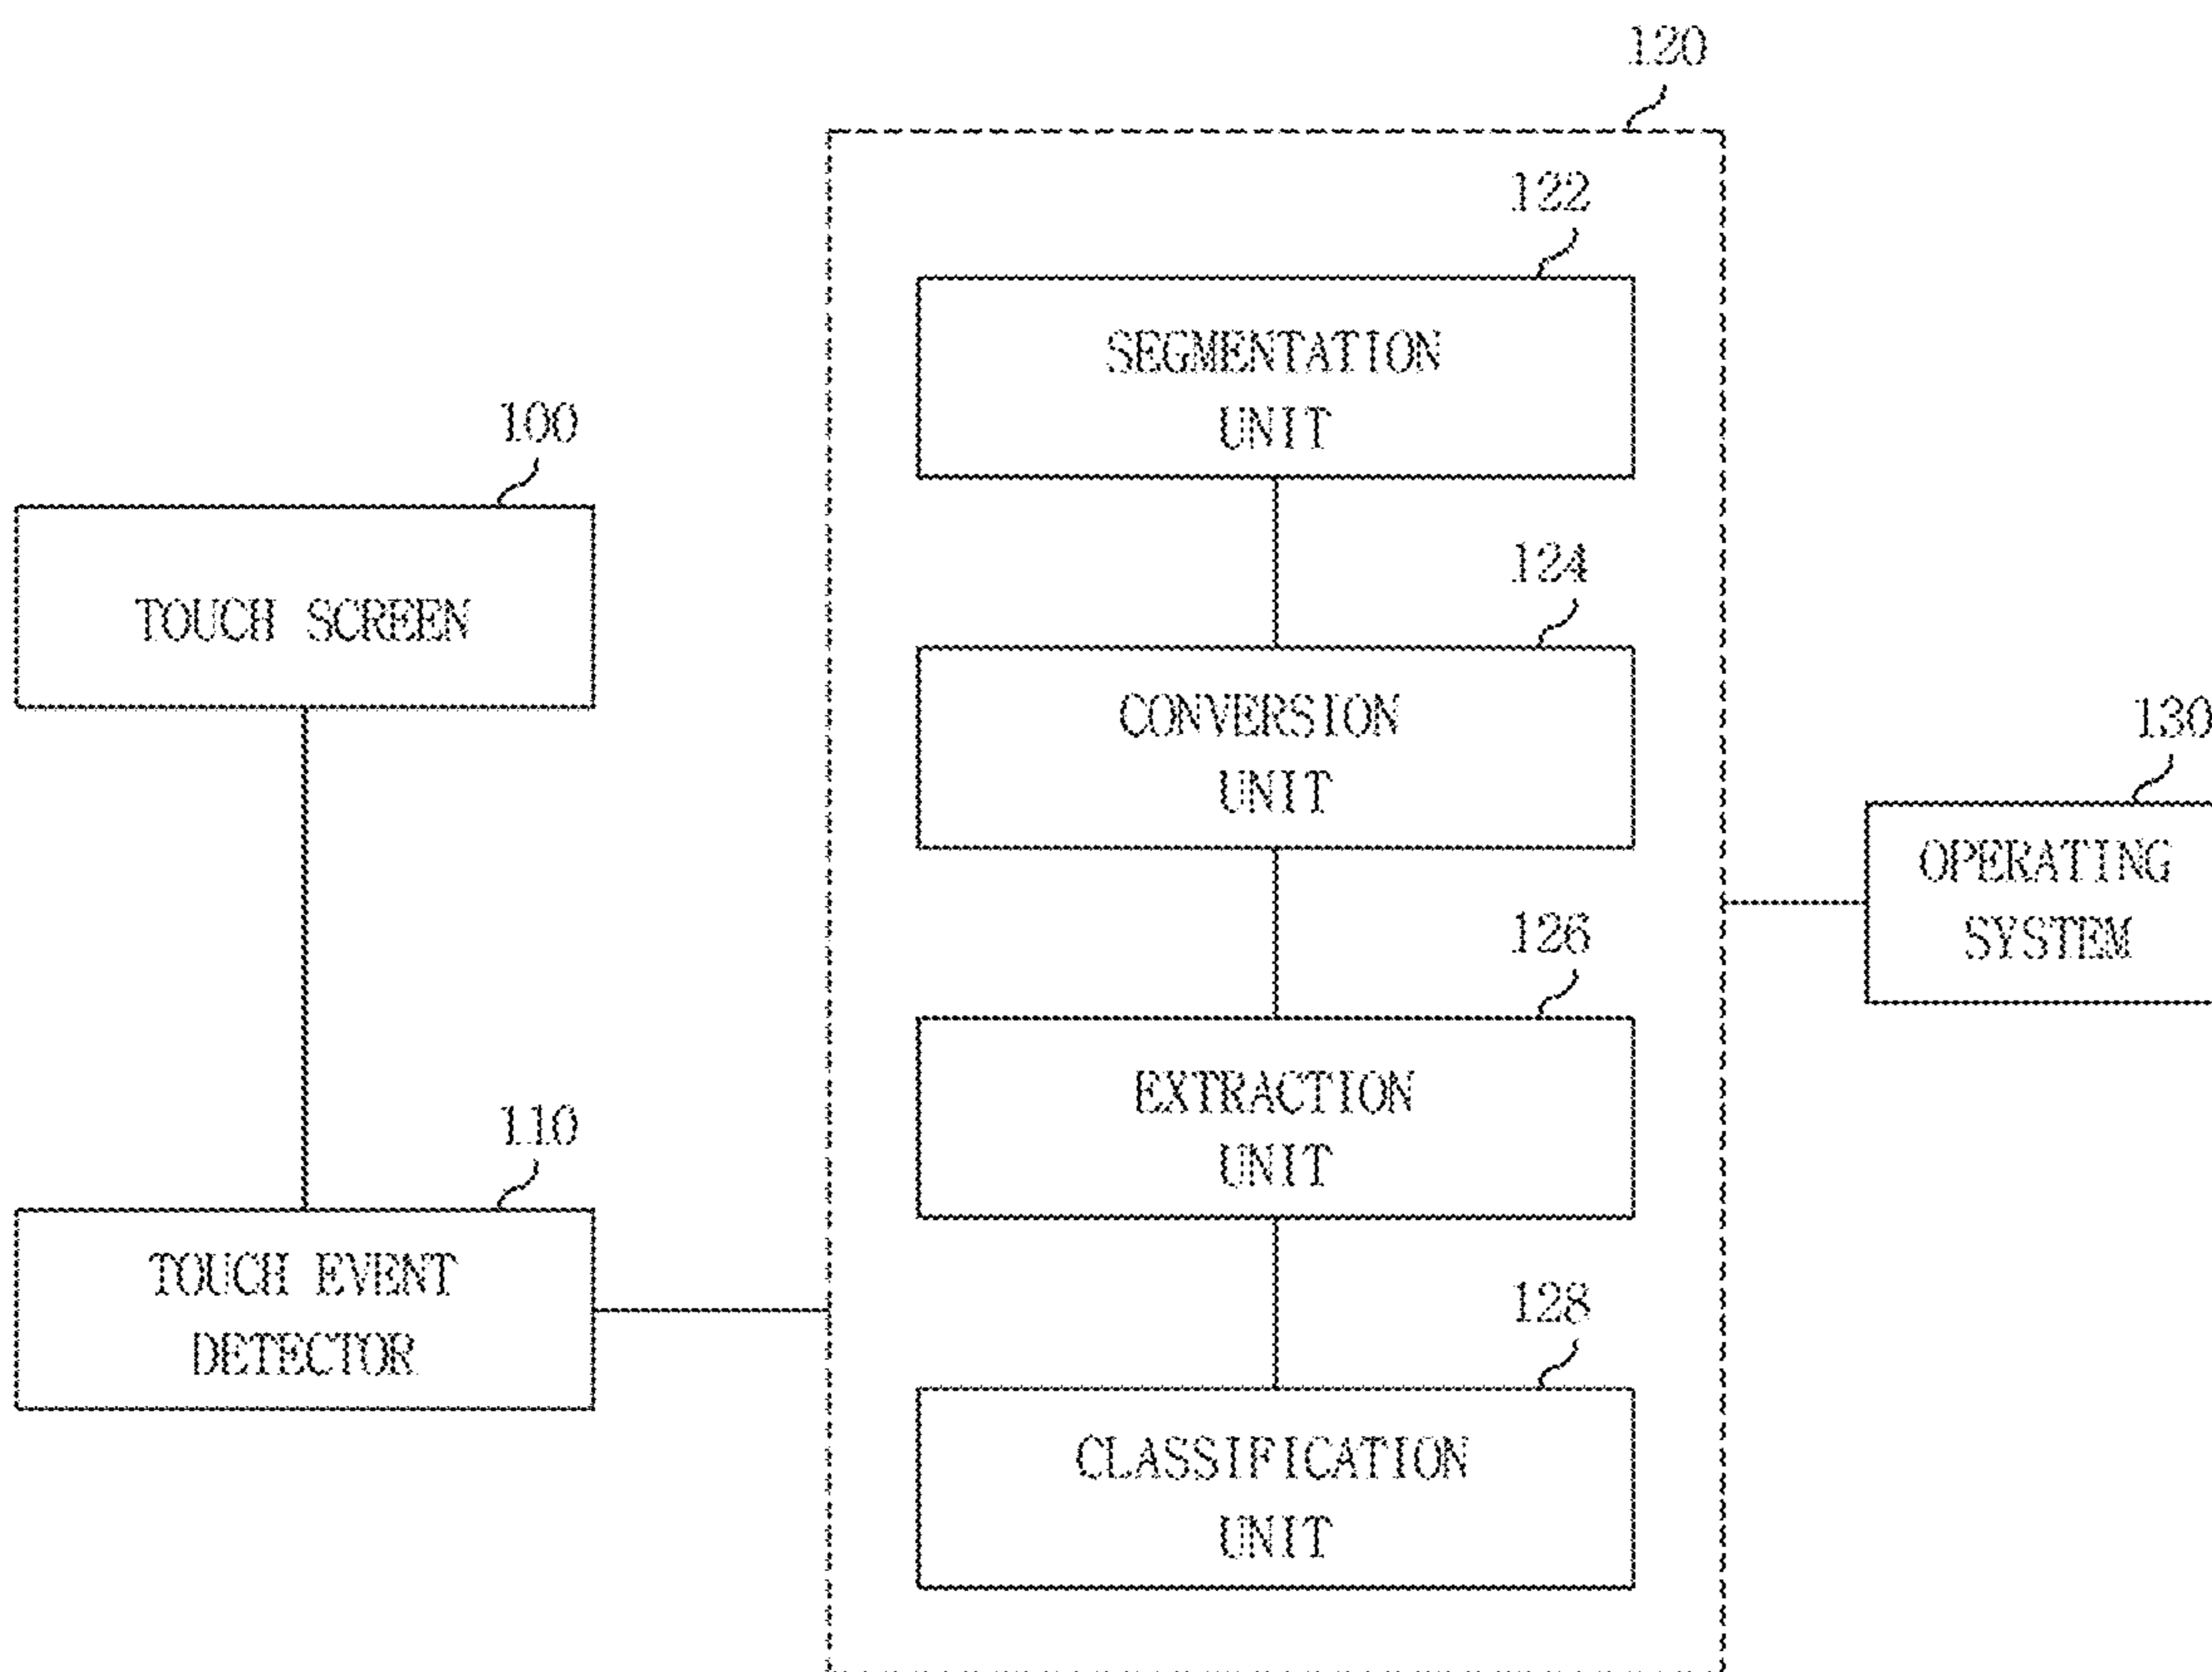 120
122
SEGMENTATION
UNIT
100
TOUCH SCREEN
124
CONVERSION
UNIT
130
OPERATING
SYSTEM
126
EXTRACTION
UNIT
110
TOUCH EVENT
DETECTOR
128
CLASSIFICATION
UNIT